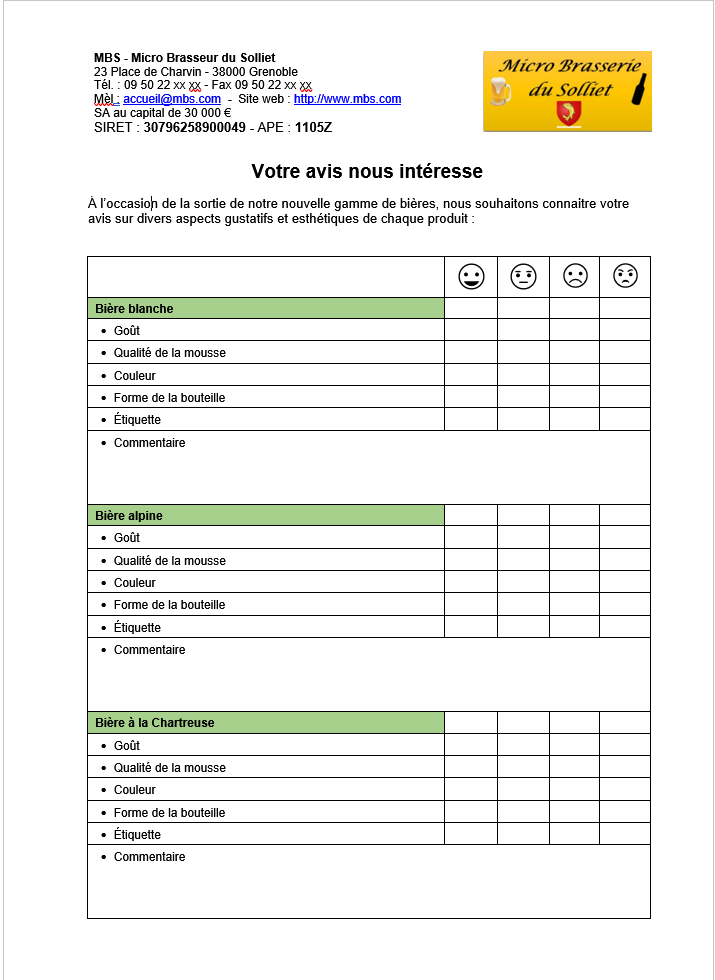 MBS - Micro Brasseur du Solliet
23 Place de Charvin - 38000 Grenoble
Tél. : 09 50 22 xx xx - Fax 09 50 22 xx xx
Mèl : accueil@mbs.com - Site web : http://www.mbs.com
SA au capital de 30 000 €
SIRET : 30796258900049 - APE : 1105Z
Micro Brasserie
du Solliet
Votre avis nous intéresse
À l'occasion de la sortie de notre nouvelle gamme de bières, nous souhaitons connaitre votre
avis sur divers aspects gustatifs et esthétiques de chaque produit :
Bière blanche
• Goût
• Qualité de la mousse
• Couleur
• Forme de la bouteille
• Étiquette
• Commentaire
Bière alpine
• Goût
• Qualité de la mousse
• Couleur
• Forme de la bouteille
• Étiquette
• Commentaire
Bière à la Chartreuse
• Goût
• Qualité de la mousse
• Couleur
• Forme de la bouteille
• Étiquette
• Commentaire